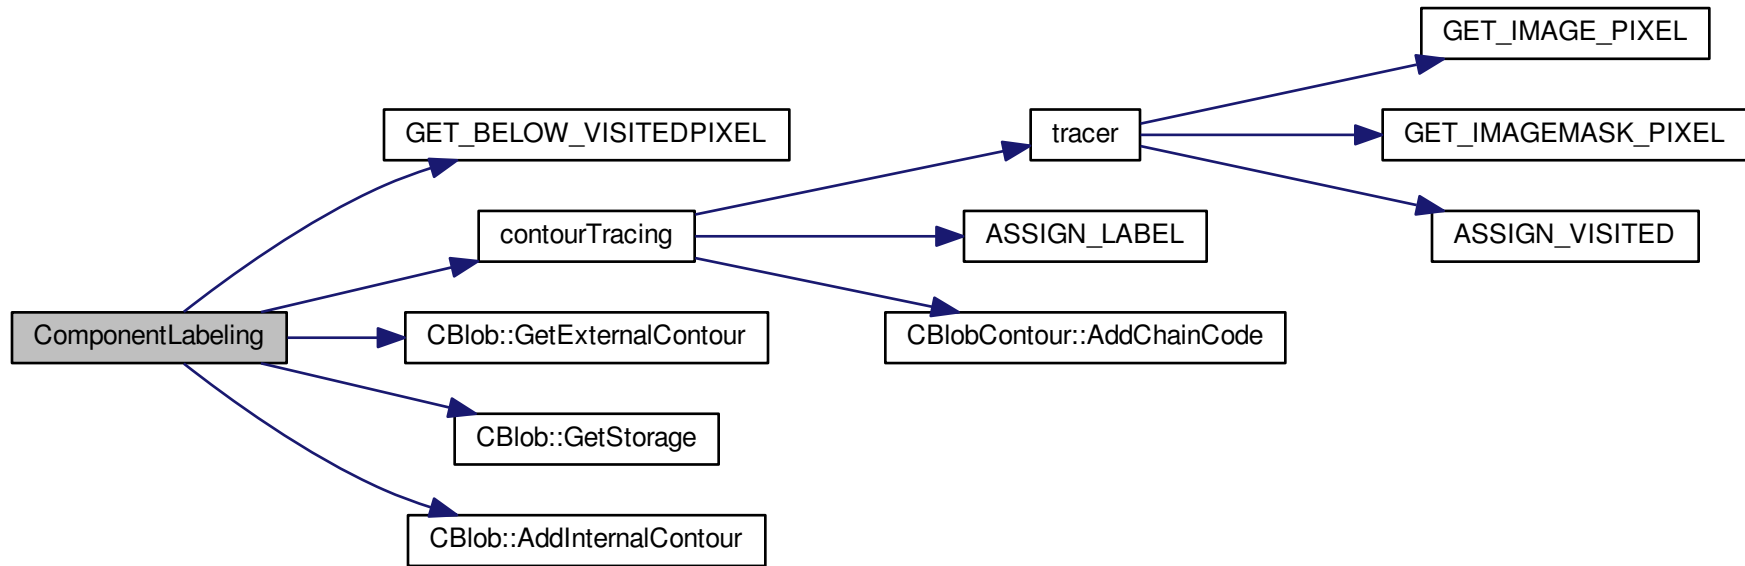 GET_IMAGE_PIXEL
GET_BELOW_VISITEDPIXEL
tracer
GET_IMAGEMASK_PIXEL
contourTracing
ASSIGN_LABEL
ASSIGN_VISITED
ComponentLabeling
CBlob::GetExternalContour
CBlobContour::AddChainCode
CBlob::GetStorage
CBlob::AddInternalContour